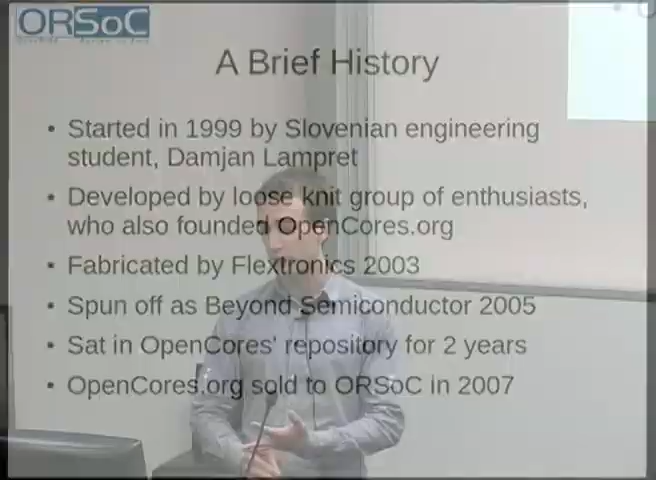 ORSoC
A Brief History
• Started in 1999 by Slovenian engineering
student, Damjan Lampret
• Developed by loose knit group of enthusiasts,
who also founded OpenCores.org
• Fabricated by Flextronics 2003
• Spun off as Beyond Semiconductor 2005
• Sat in OpenCores' repository for 2 years
• OpenCores.org sold to ORSoC in 2007